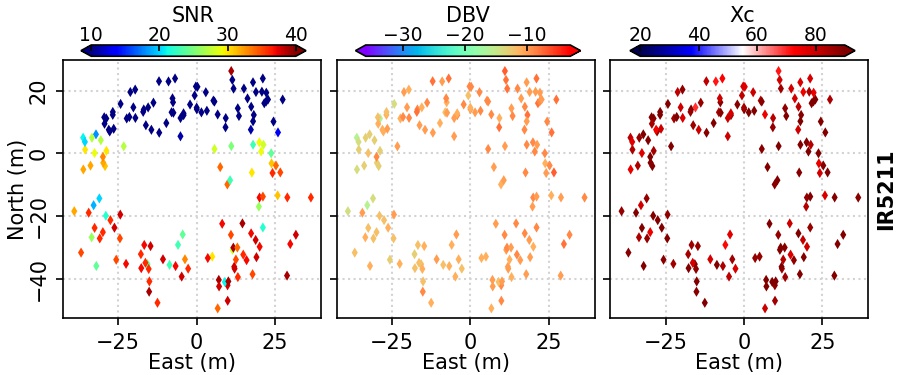 SNR DBV Xc
10 20 30 40 −30 −20 −10 20 40 60 80
20
0
−20
−40
North (m)
IR5211
−25 0 25 −25 0 25 −25 0 25
East (m) East (m) East (m)